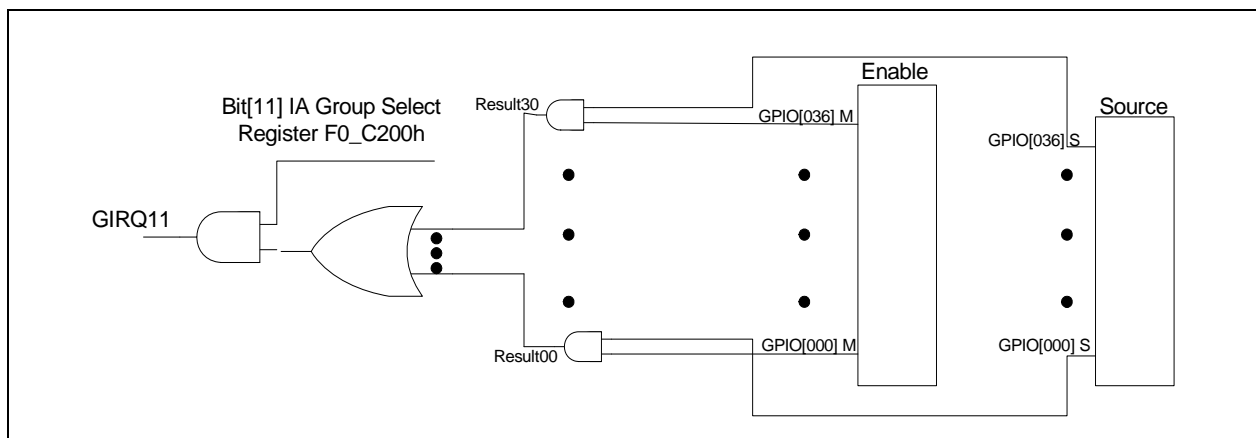 Enable
Bit[11] IA Group Select
Register F0_C200h
Result30
GPIO[036] M
GPIO[036] S
Source
GIRQ11
Result00
GPIO[000] M
GPIO[000] S